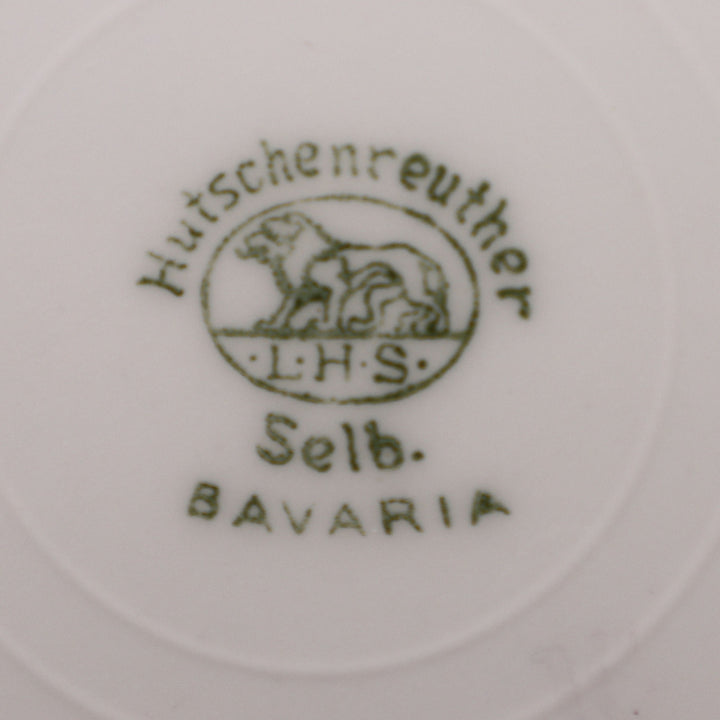 Hutschenreuther
·L·H·S·
Selb.
BAVARIA